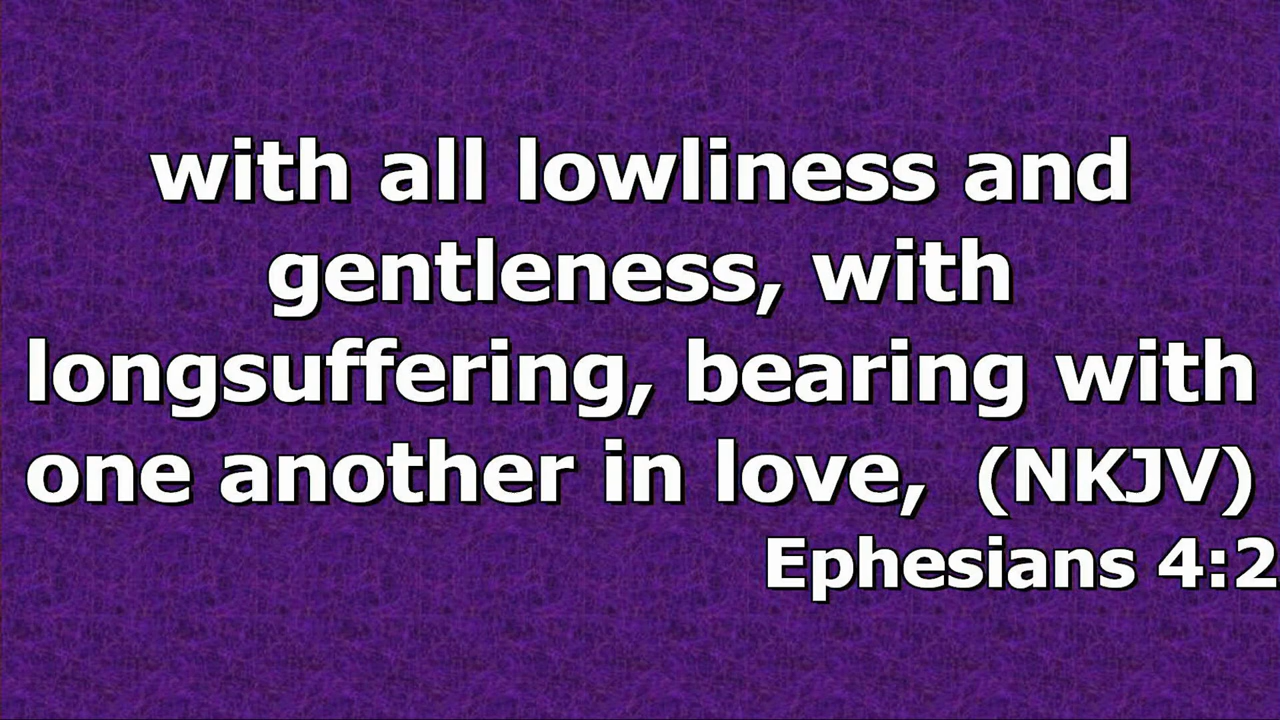 with all lowliness and
gentleness, with
longsuffering, bearing with
one another in love, (NKJV)
Ephesians 4:2